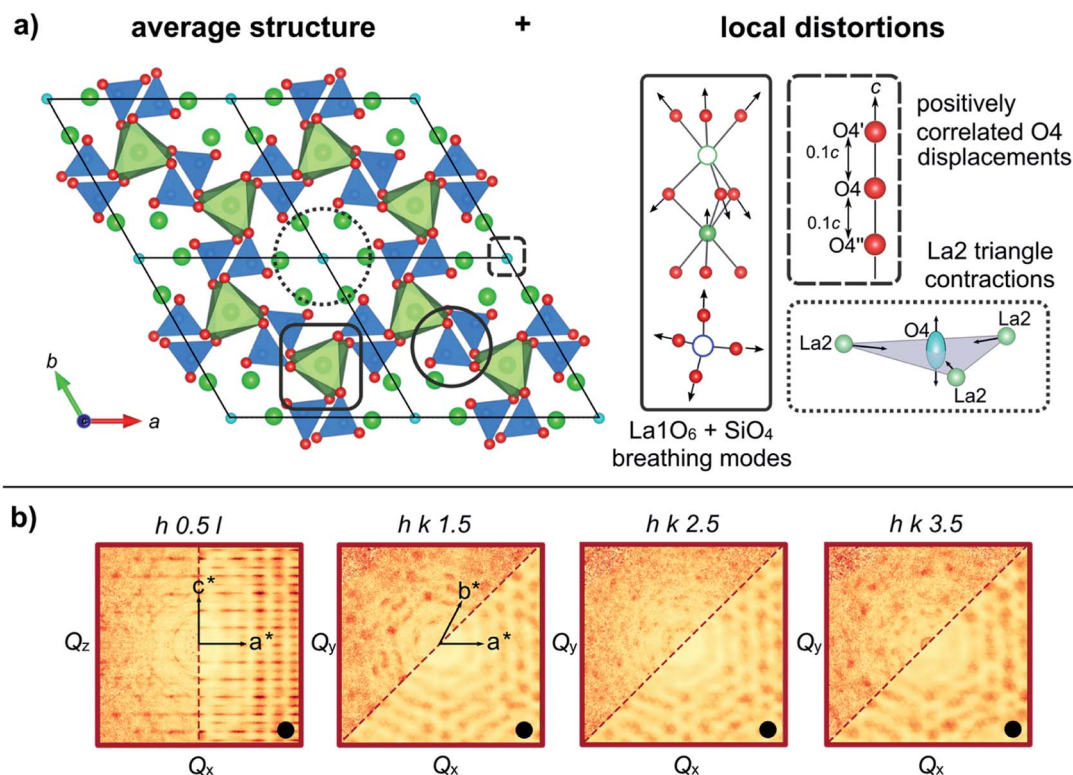 a)
average structure + local distortions
c
O4'
0.1c
O4
0.1c
O4"
positively
correlated O4
displacements
La2 triangle
contractions
La2
O4
La2
La2
La1O₆ + SiO₄
breathing modes
b
c
a
b)
h 0.5 l
h k 1.5
h k 2.5
h k 3.5
Qz
c*
a*
Qy
b*
a*
Qy
Qy
Qx
Qx
Qx
Qx